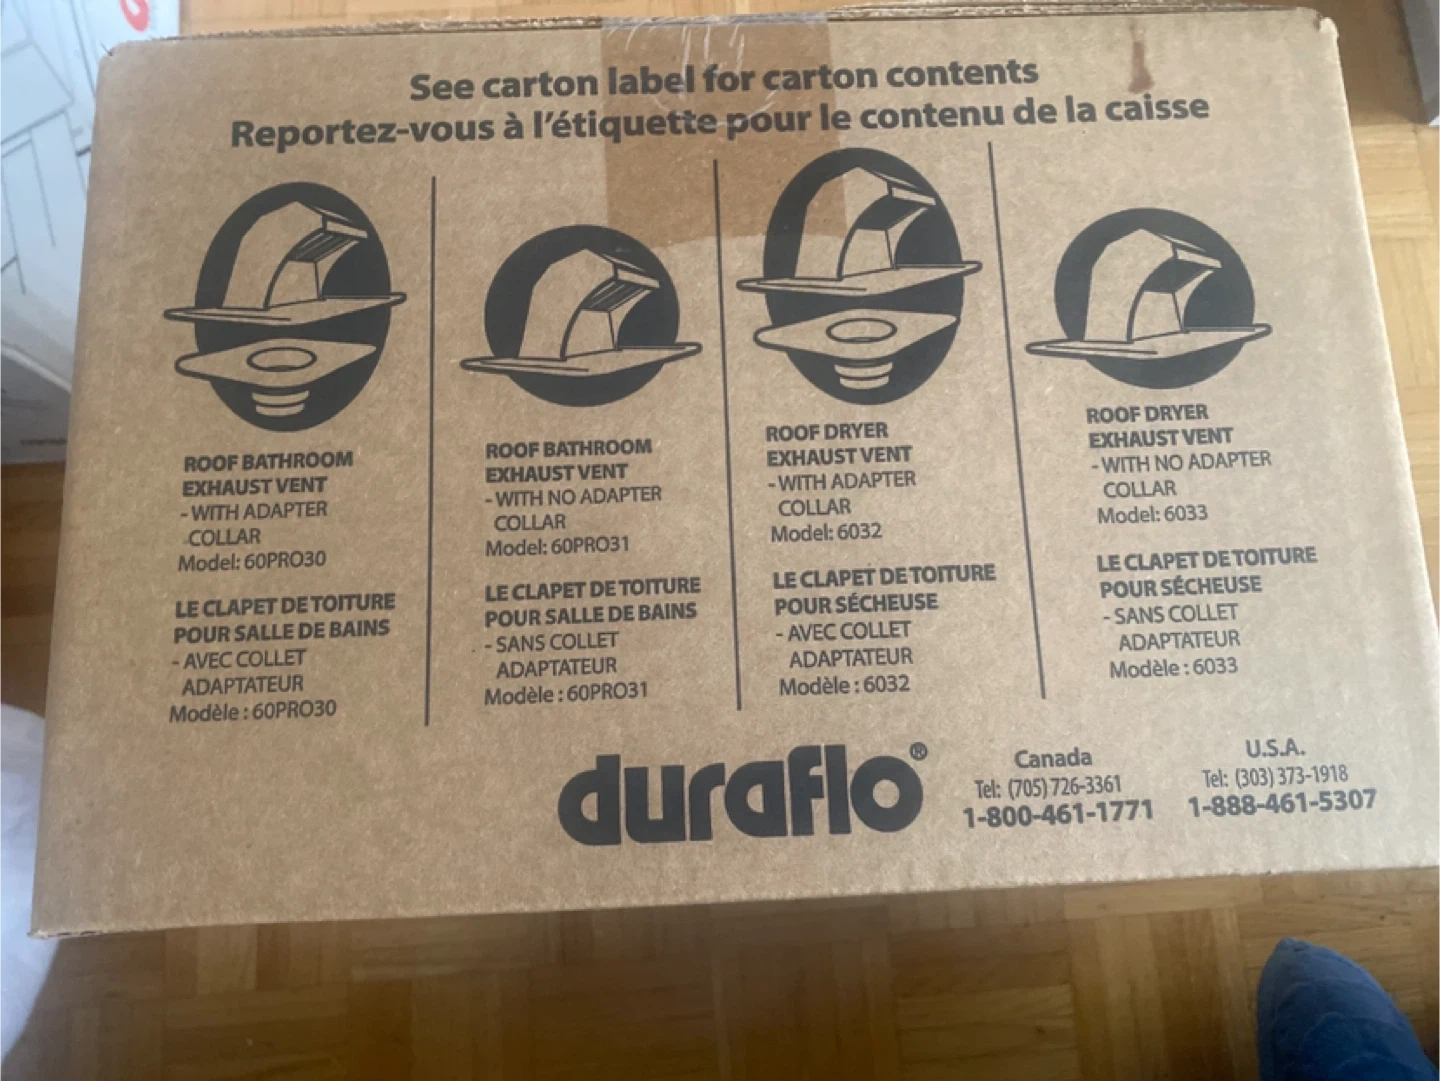 See carton label for carton contents
Reportez-vous à l'étiquette pour le contenu de la caisse
ROOF BATHROOM
EXHAUST VENT
- WITH ADAPTER
COLLAR
Model: 60PRO30
LE CLAPET DE TOITURE
POUR SALLE DE BAINS
- AVEC COLLET
ADAPTATEUR
Modèle : 60PRO30
ROOF BATHROOM
EXHAUST VENT
- WITH NO ADAPTER
COLLAR
Model: 60PRO31
LE CLAPET DE TOITURE
POUR SALLE DE BAINS
- SANS COLLET
ADAPTATEUR
Modèle : 60PRO31
ROOF DRYER
EXHAUST VENT
- WITH ADAPTER
COLLAR
Model: 6032
LE CLAPET DE TOITURE
POUR SÉCHEUSE
- AVEC COLLET
ADAPTATEUR
Modèle : 6032
ROOF DRYER
EXHAUST VENT
- WITH NO ADAPTER
COLLAR
Model: 6033
LE CLAPET DE TOITURE
POUR SÉCHEUSE
- SANS COLLET
ADAPTATEUR
Modèle : 6033
duraflo®
Canada
Tel: (705) 726-3361
1-800-461-1771
U.S.A.
Tel: (303) 373-1918
1-888-461-5307